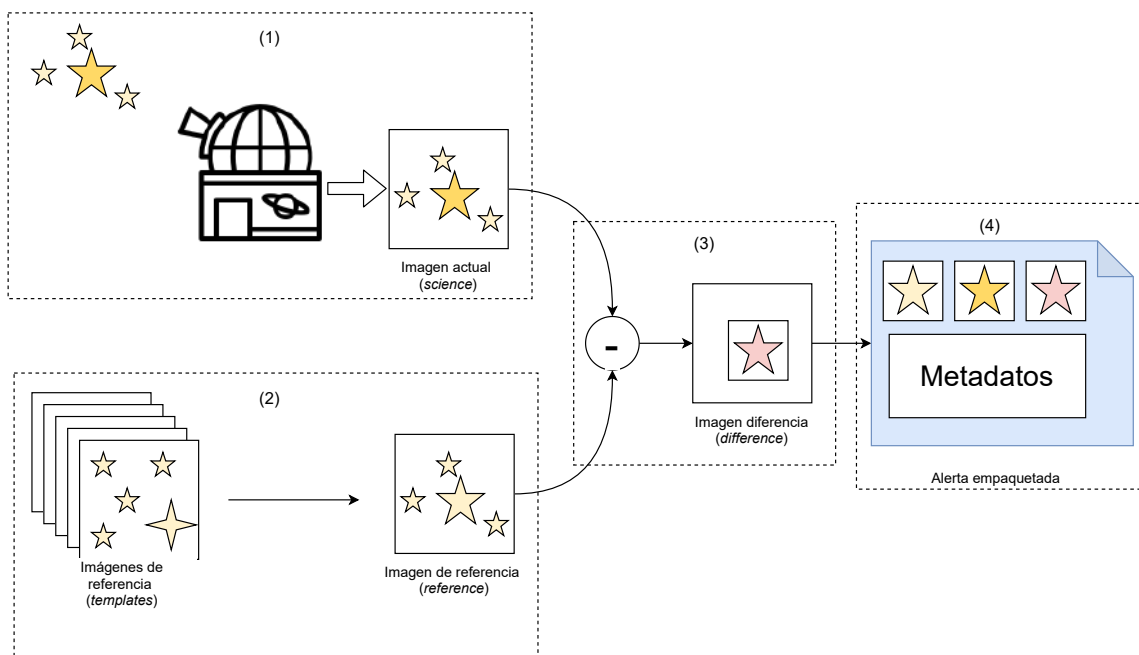 (1)
Imagen actual
(science)
(2)
Imágenes de
referencia
(templates)
Imagen de referencia
(reference)
(3)
-
Imagen diferencia
(difference)
(4)
Metadatos
Alerta empaquetada